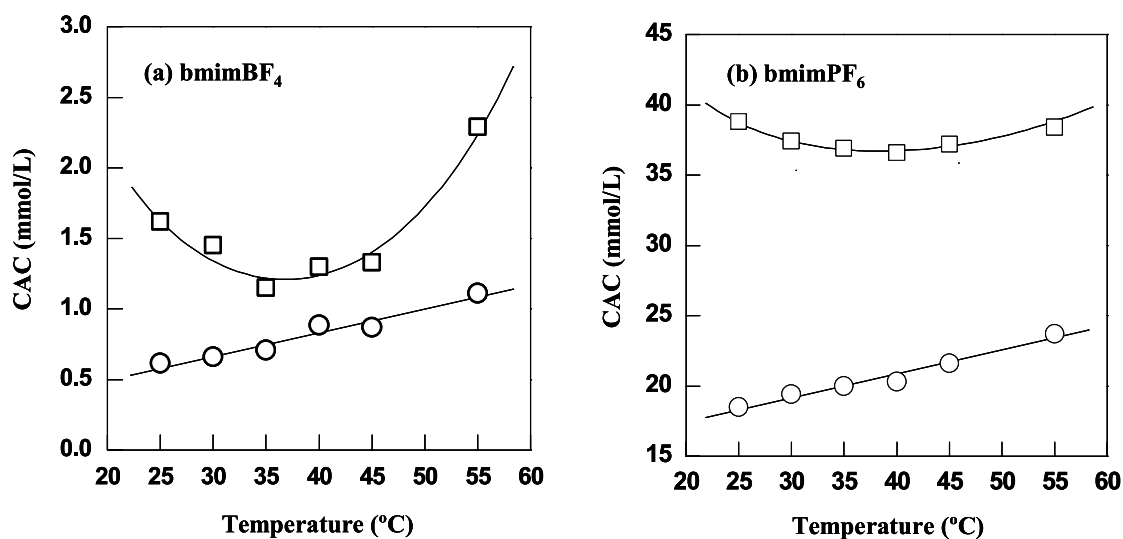 (a) bmimBF4
CAC (mmol/L)
3.0
2.5
2.0
1.5
1.0
0.5
0.0
20 25 30 35 40 45 50 55 60
Temperature (ºC)
(b) bmimPF6
CAC (mmol/L)
45
40
35
30
25
20
15
20 25 30 35 40 45 50 55 60
Temperature (ºC)